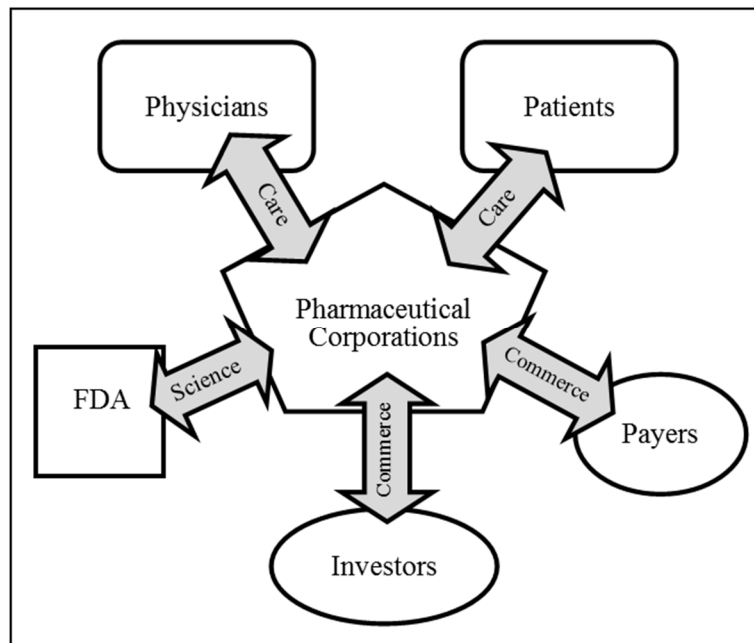 Physicians
Patients
Care
Care
Pharmaceutical
Corporations
FDA
Science
Commerce
Commerce
Payers
Investors